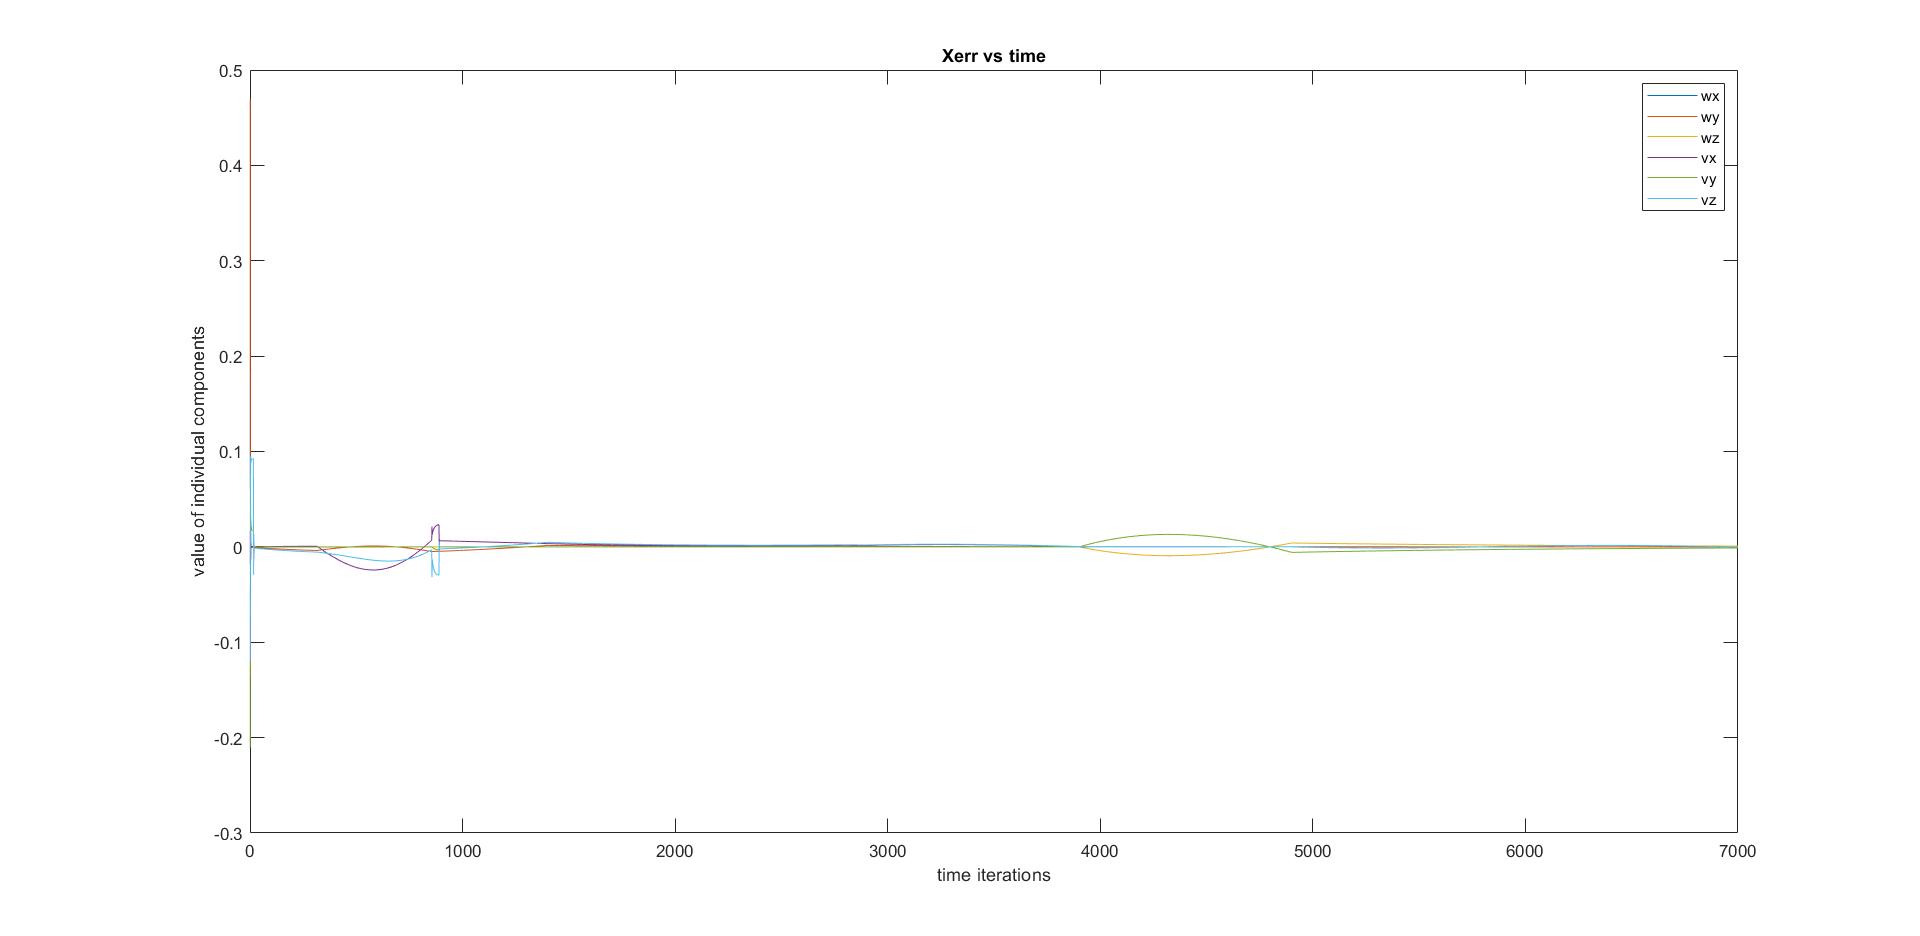 Xerr vs time
0.5
0.4
0.3
0.2
0.1
0
-0.1
-0.2
-0.3
value of individual components
wx
wy
wz
vx
vy
vz
0 1000 2000 3000 4000 5000 6000 7000
time iterations